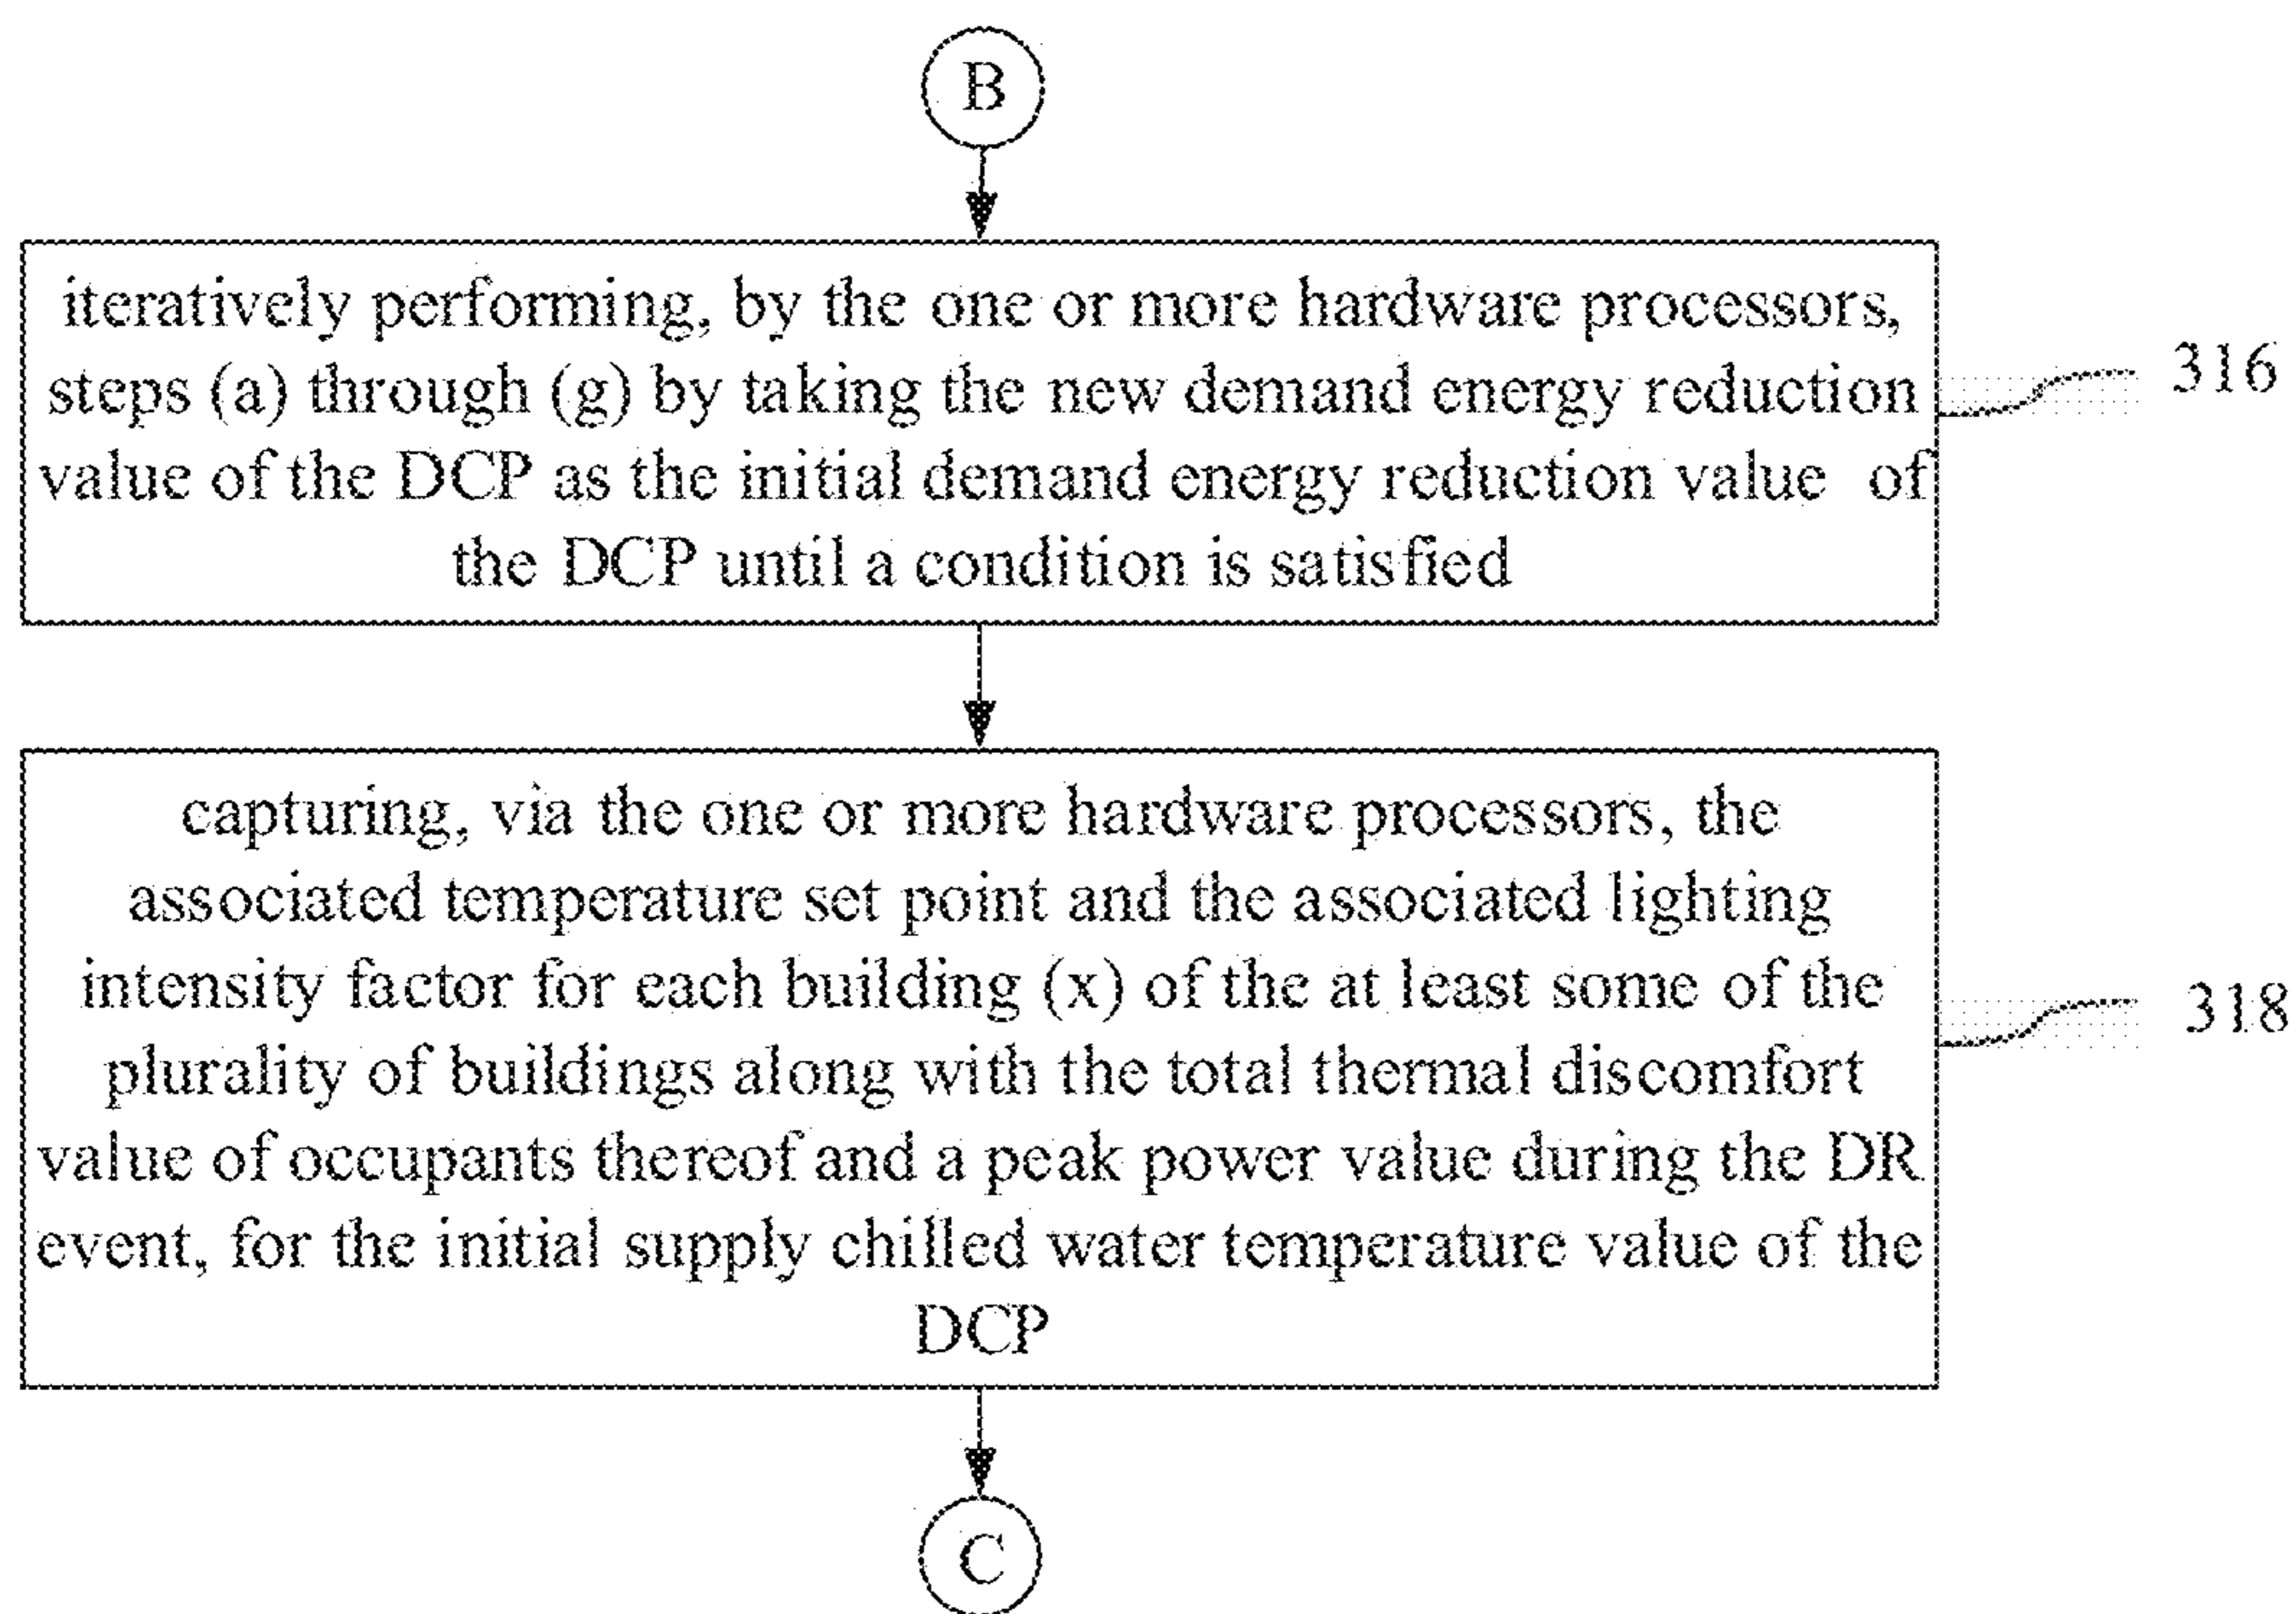 B
iteratively performing, by the one or more hardware processors,
steps (a) through (g) by taking the new demand energy reduction
value of the DCP as the initial demand energy reduction value of
the DCP until a condition is satisfied
316
capturing, via the one or more hardware processors, the
associated temperature set point and the associated lighting
intensity factor for each building (x) of the at least some of the
plurality of buildings along with the total thermal discomfort
value of occupants thereof and a peak power value during the DR
event, for the initial supply chilled water temperature value of the
DCP
318
C